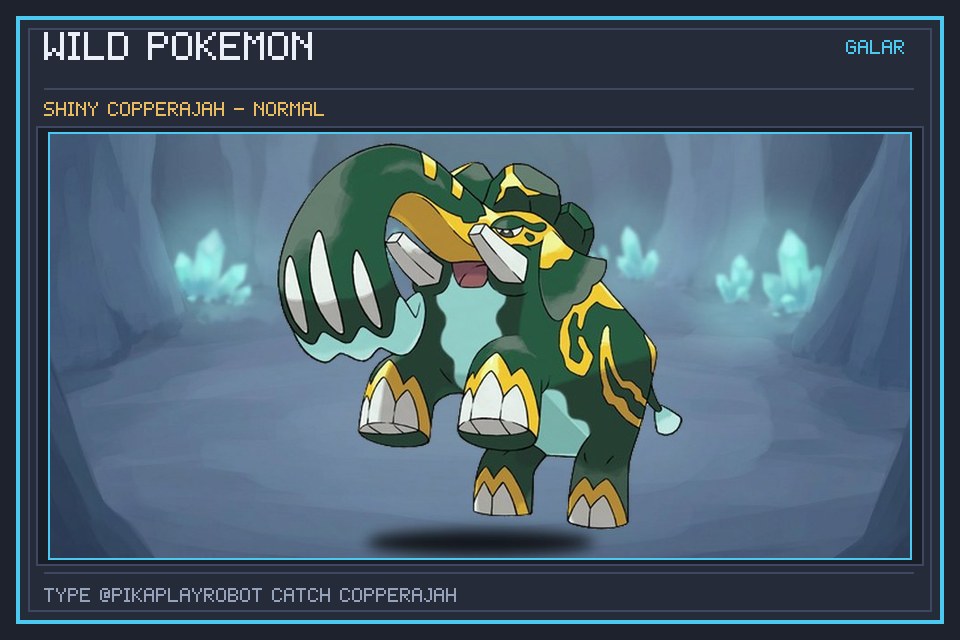 WILD POKEMON
GALAR
SHINY COPPERAJAH - NORMAL
TYPE @PIKAPLAYROBOT CATCH COPPERAJAH